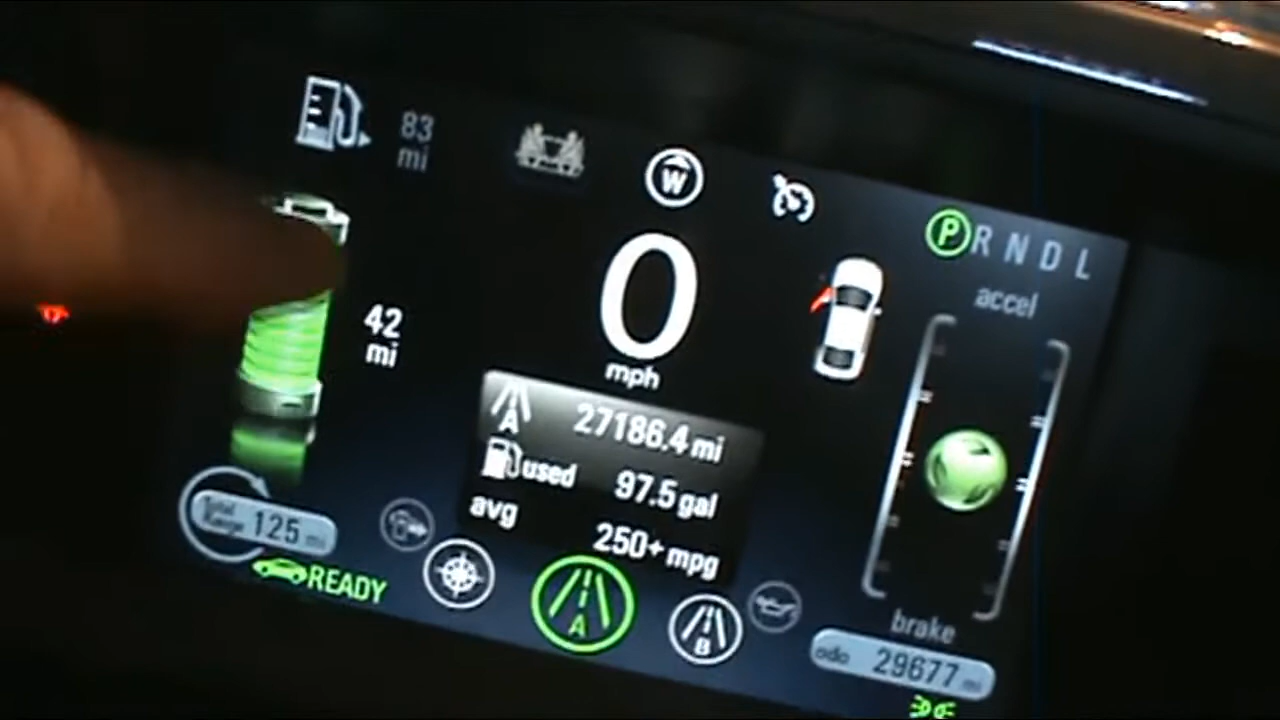 83
mi
W
P R N D L
accel
42
mi
0
mph
A 27186.4 mi
used 97.5 gal
avg 250+ mpg
Total
Range 125 mi
READY
A
B
brake
odo 29677 mi